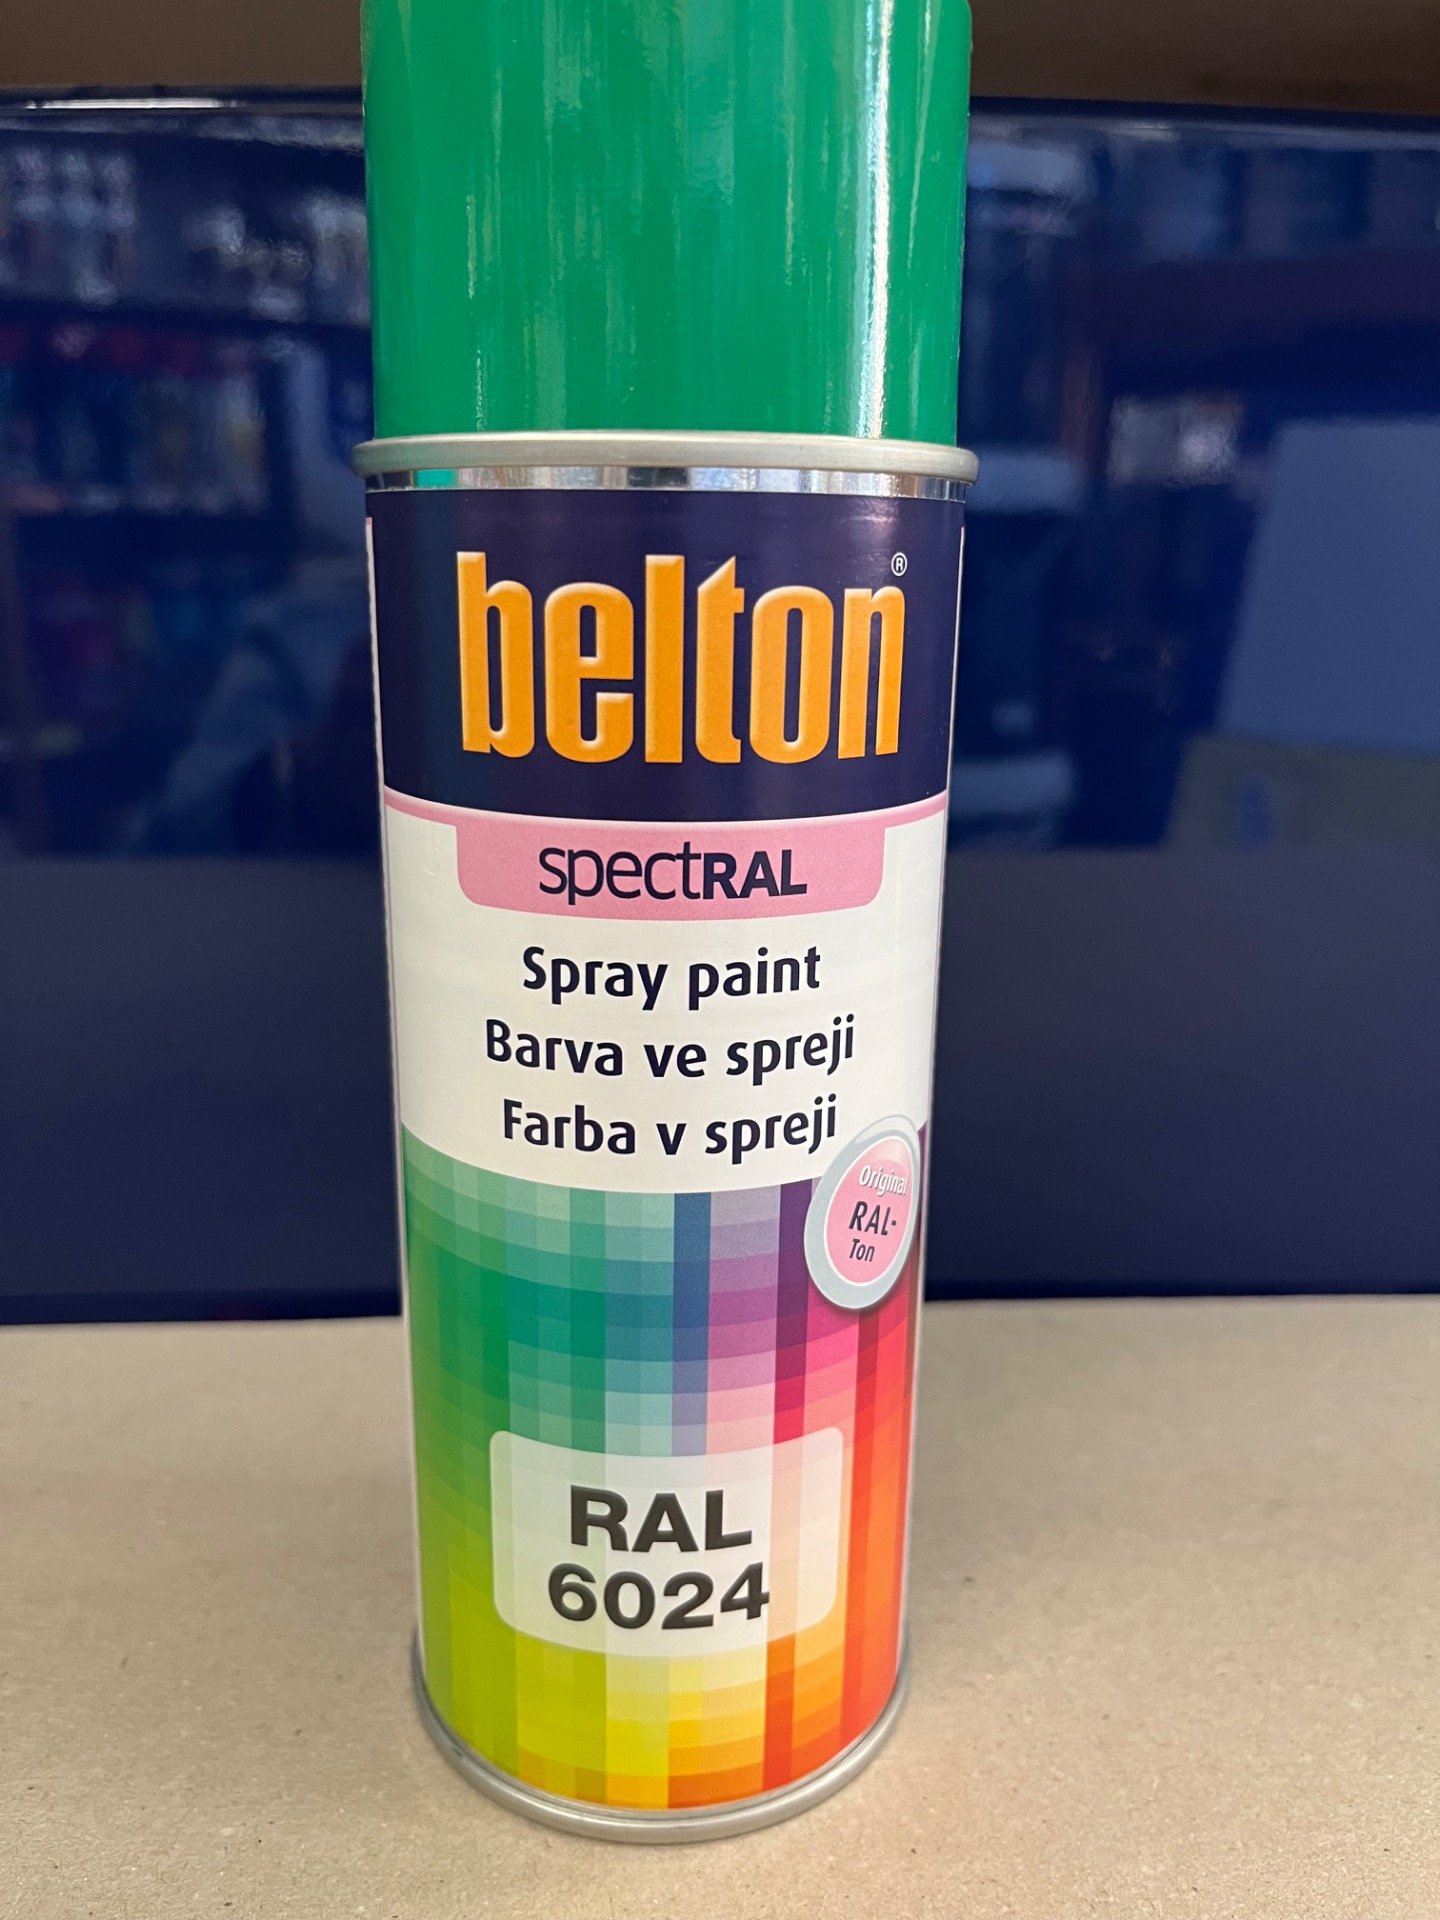 belton®
spectRAL
Spray paint
Barva ve spreji
Farba v spreji
Original
RAL-
Ton
RAL
6024